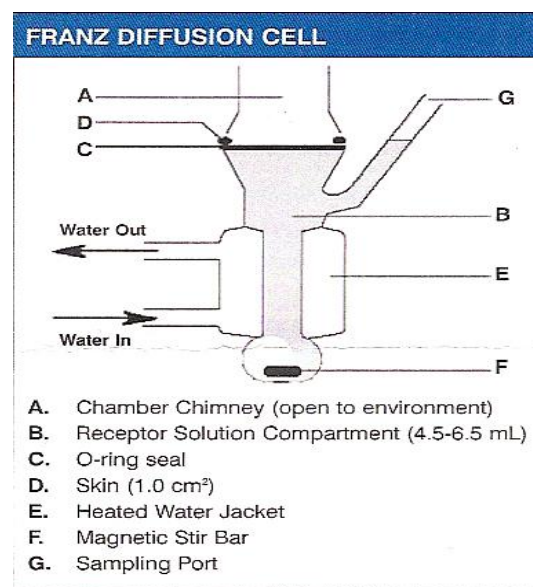 FRANZ DIFFUSION CELL
A
D
C
G
B
Water Out
E
Water In
F
A. Chamber Chimney (open to environment)
B. Receptor Solution Compartment (4.5-6.5 mL)
C. O-ring seal
D. Skin (1.0 cm²)
E. Heated Water Jacket
F. Magnetic Stir Bar
G. Sampling Port